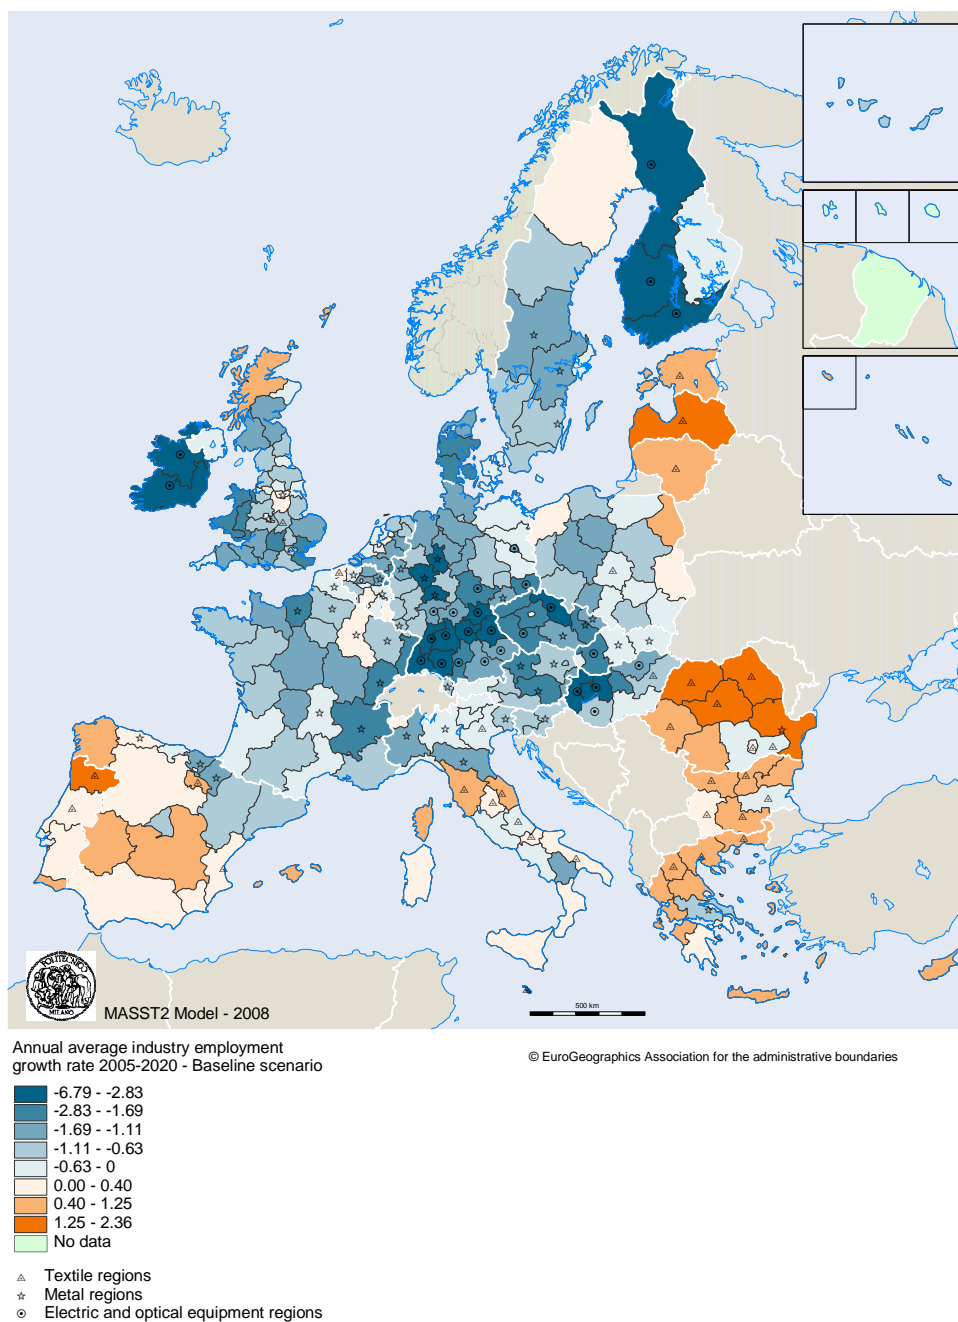 POLITECNICO
MILANO
MASST2 Model - 2008
500 km
Annual average industry employment
growth rate 2005-2020 - Baseline scenario
© EuroGeographics Association for the administrative boundaries
-6.79 - -2.83
-2.83 - -1.69
-1.69 - -1.11
-1.11 - -0.63
-0.63 - 0
0.00 - 0.40
0.40 - 1.25
1.25 - 2.36
No data
Textile regions
Metal regions
Electric and optical equipment regions